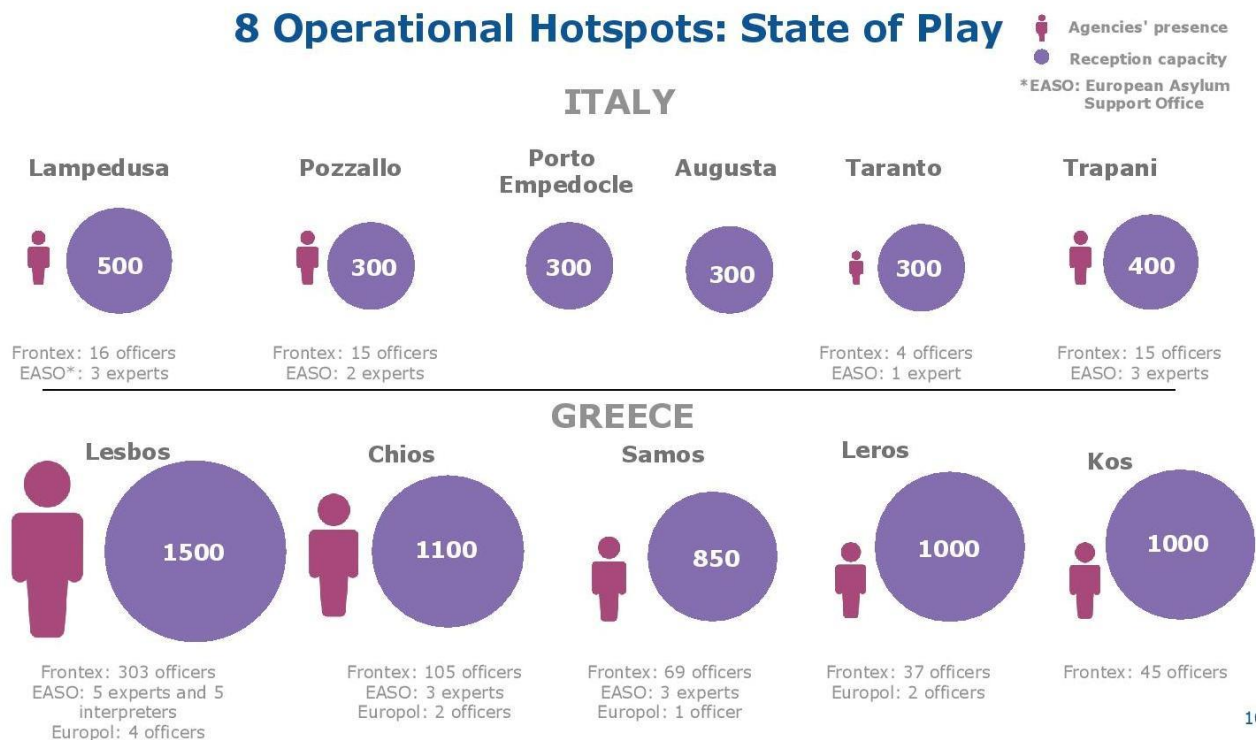 8 Operational Hotspots: State of Play
Agencies' presence
Reception capacity
*EASO: European Asylum
Support Office
ITALY
Lampedusa
Pozzallo
Porto
Empedocle
Augusta
Taranto
Trapani
500
300
300
300
300
400
Frontex: 16 officers
EASO*: 3 experts
Frontex: 15 officers
EASO: 2 experts
Frontex: 4 officers
EASO: 1 expert
Frontex: 15 officers
EASO: 3 experts
GREECE
Lesbos
Chios
Samos
Leros
Kos
1500
1100
850
1000
1000
Frontex: 303 officers
EASO: 5 experts and 5
interpreters
Europol: 4 officers
Frontex: 105 officers
EASO: 3 experts
Europol: 2 officers
Frontex: 69 officers
EASO: 3 experts
Europol: 1 officer
Frontex: 37 officers
Europol: 2 officers
Frontex: 45 officers